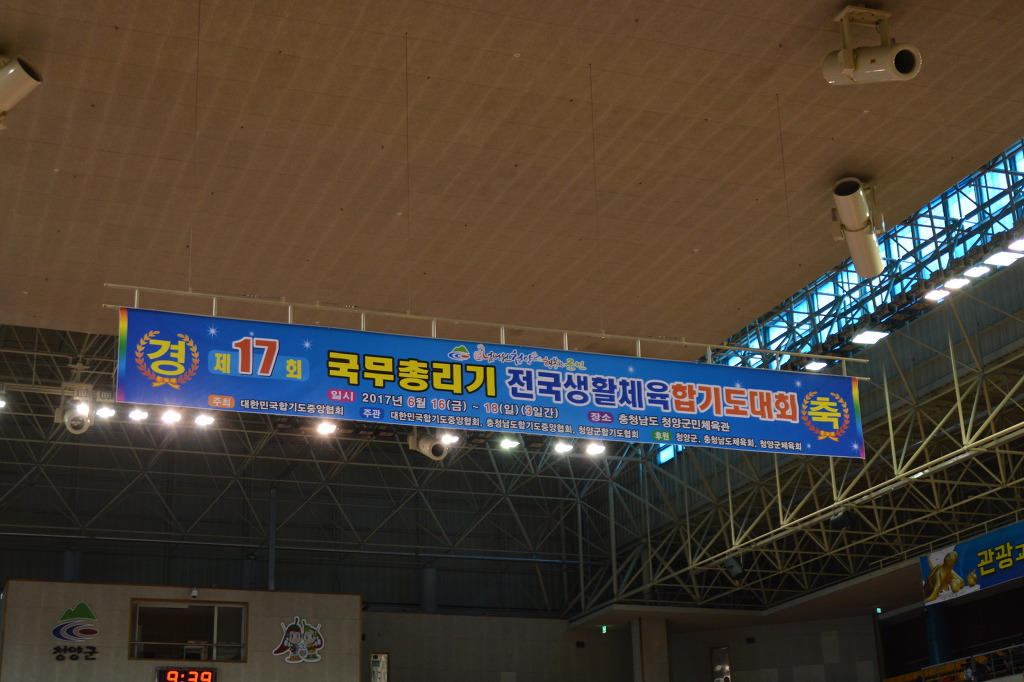 경 제17회 국무총리기 전국생활체육합기도대회 축
일시 2017년 6월 16(금) ~ 18(일)(3일간) 장소 충청남도 청양군민체육관
주최 대한민국합기도중앙협회 주관 대한민국합기도중앙협회, 충청남도합기도중앙협회, 청양군합기도협회 후원 청양군, 충청남도체육회, 청양군체육회
관광
청양군
9:39